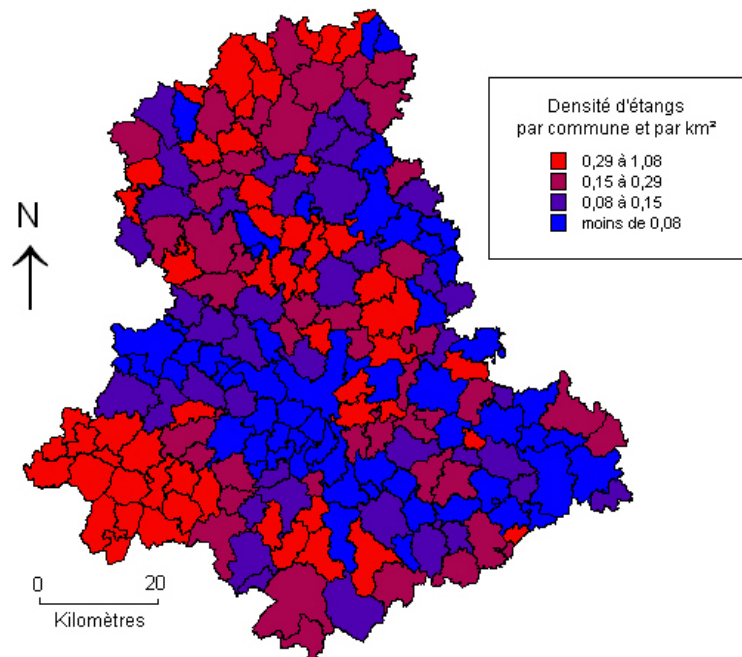 Densité d'étangs
par commune et par km²
0,29 à 1,08
0,15 à 0,29
0,08 à 0,15
moins de 0,08
N
0 20
Kilomètres